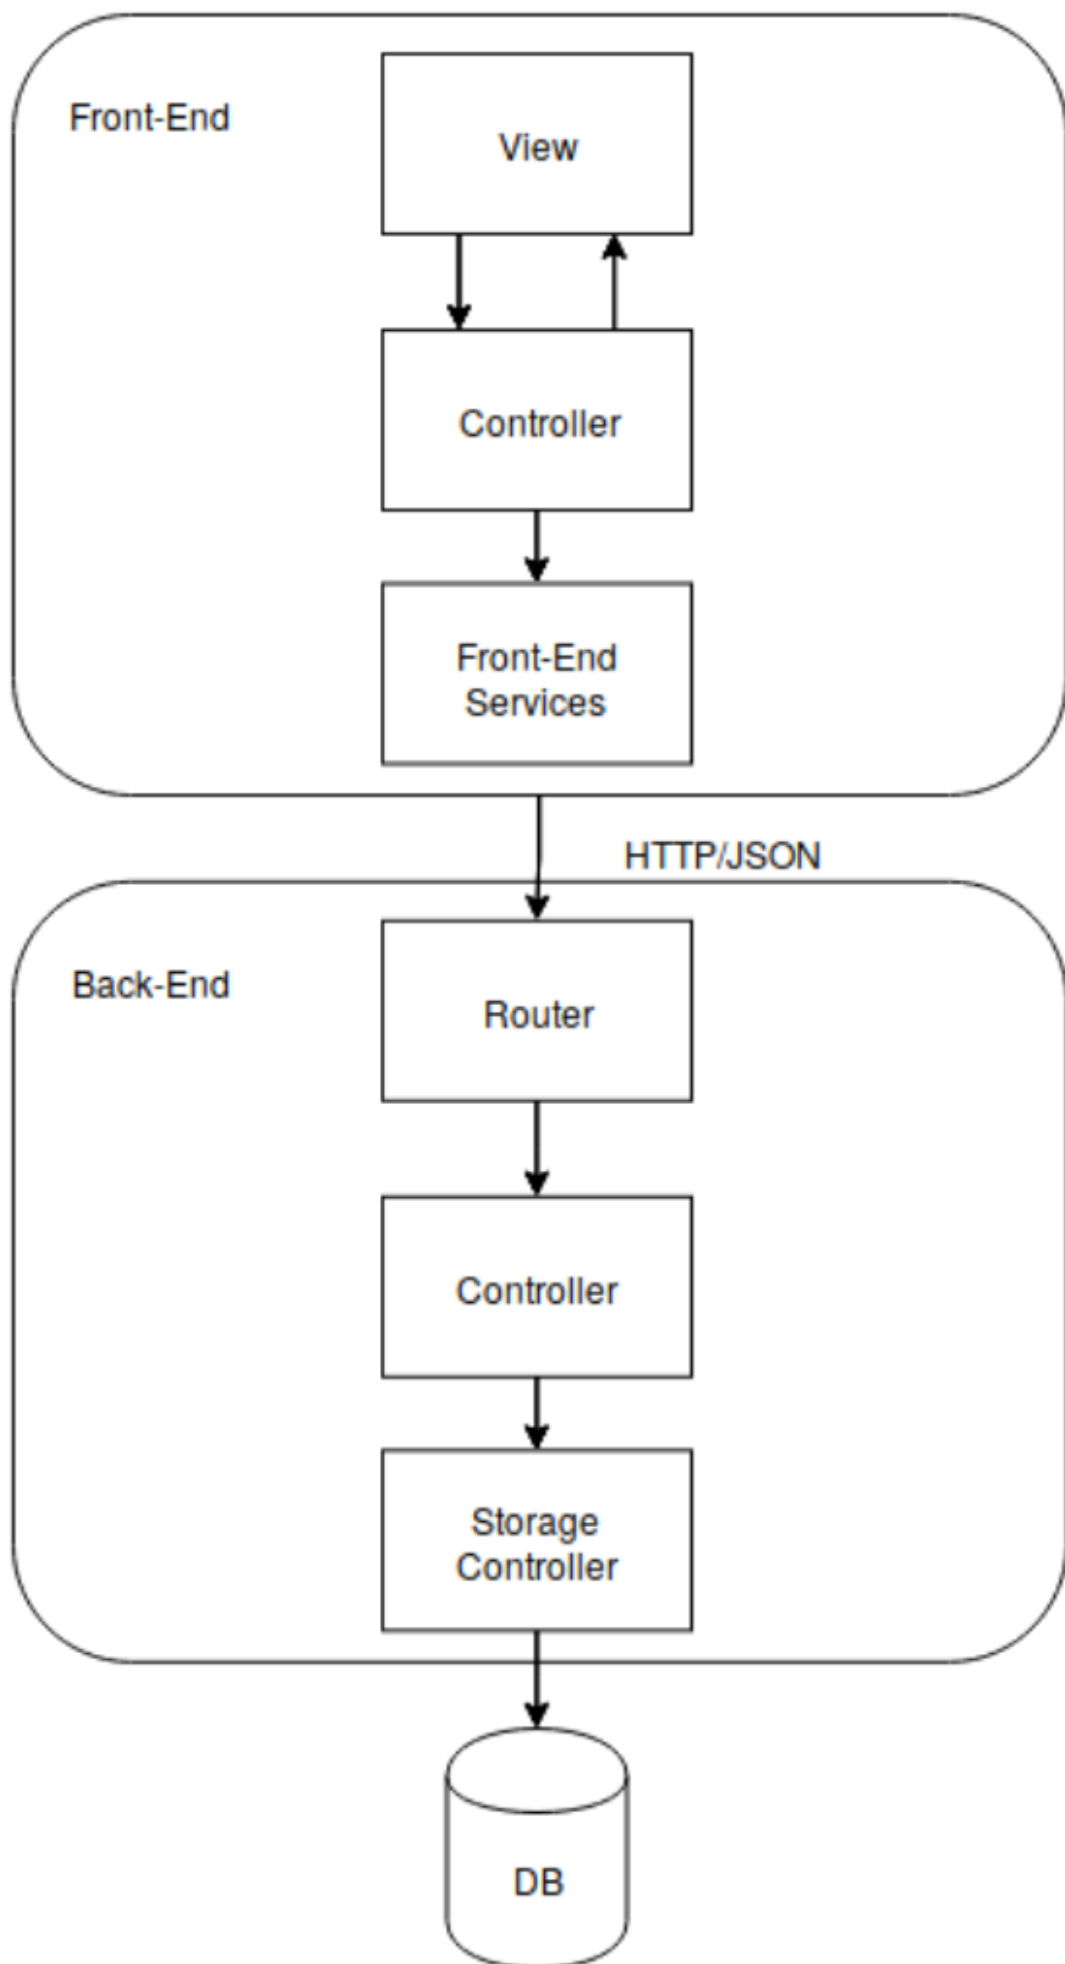 Front-End
View
Controller
Front-End
Services
HTTP/JSON
Back-End
Router
Controller
Storage
Controller
DB